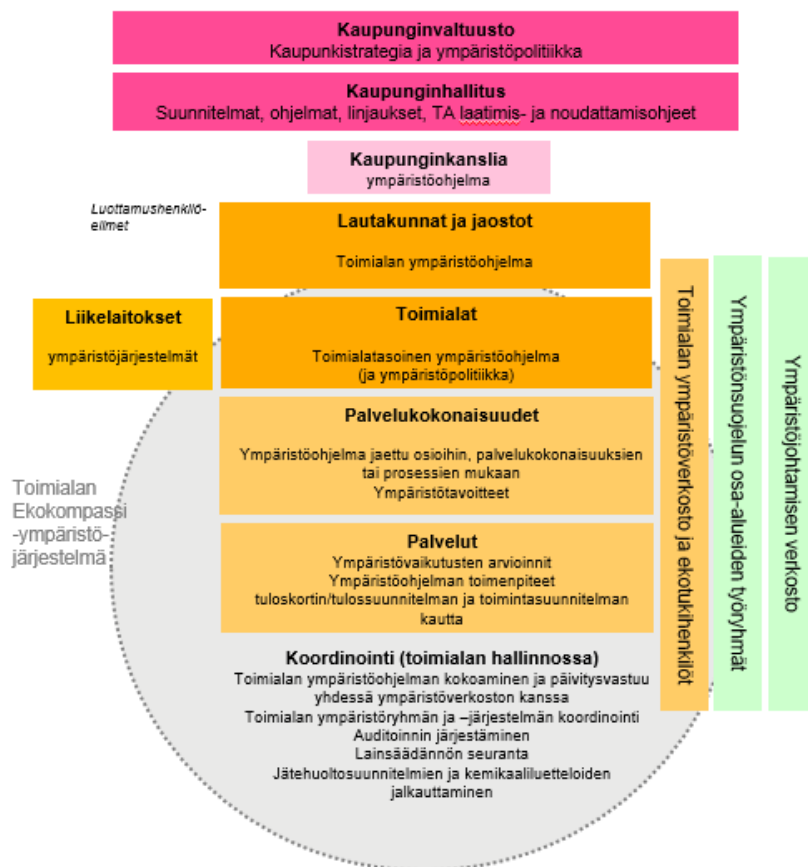 Kaupunginvaltuusto
Kaupunkistrategia ja ympäristöpolitiikka
Kaupunginhallitus
Suunnitelmat, ohjelmat, linjaukset, TA laatimis- ja noudattamisohjeet
Kaupunginkanslia
ympäristöohjelma
Luottamushenkilö-
elimet
Lautakunnat ja jaostot
Toimialan ympäristöohjelma
Liikelaitokset
ympäristöjärjestelmät
Toimialat
Toimialatasoinen ympäristöohjelma
(ja ympäristöpolitiikka)
Palvelukokonaisuudet
Ympäristöohjelma jaettu osioihin, palvelukokonaisuuksien
tai prosessien mukaan
Ympäristötavoitteet
Toimialan
Ekokompassi
-ympäristö-
järjestelmä
Palvelut
Ympäristövaikutusten arvioinnit
Ympäristöohjelman toimenpiteet
tuloskortin/tulossuunnitelman ja toimintasuunnitelman
kautta
Koordinointi (toimialan hallinnossa)
Toimialan ympäristöohjelman kokoaminen ja päivitysvastuu
yhdessä ympäristöverkoston kanssa
Toimialan ympäristöryhmän ja –järjestelmän koordinointi
Auditoinnin järjestäminen
Lainsäädännön seuranta
Jätehuoltosuunnitelmien ja kemikaaliluetteloiden
jalkauttaminen
Toimialan ympäristöverkosto ja ekotukihenkilöt
Ympäristönsuojelun osa-alueiden työryhmät
Ympäristöjohtamisen verkosto